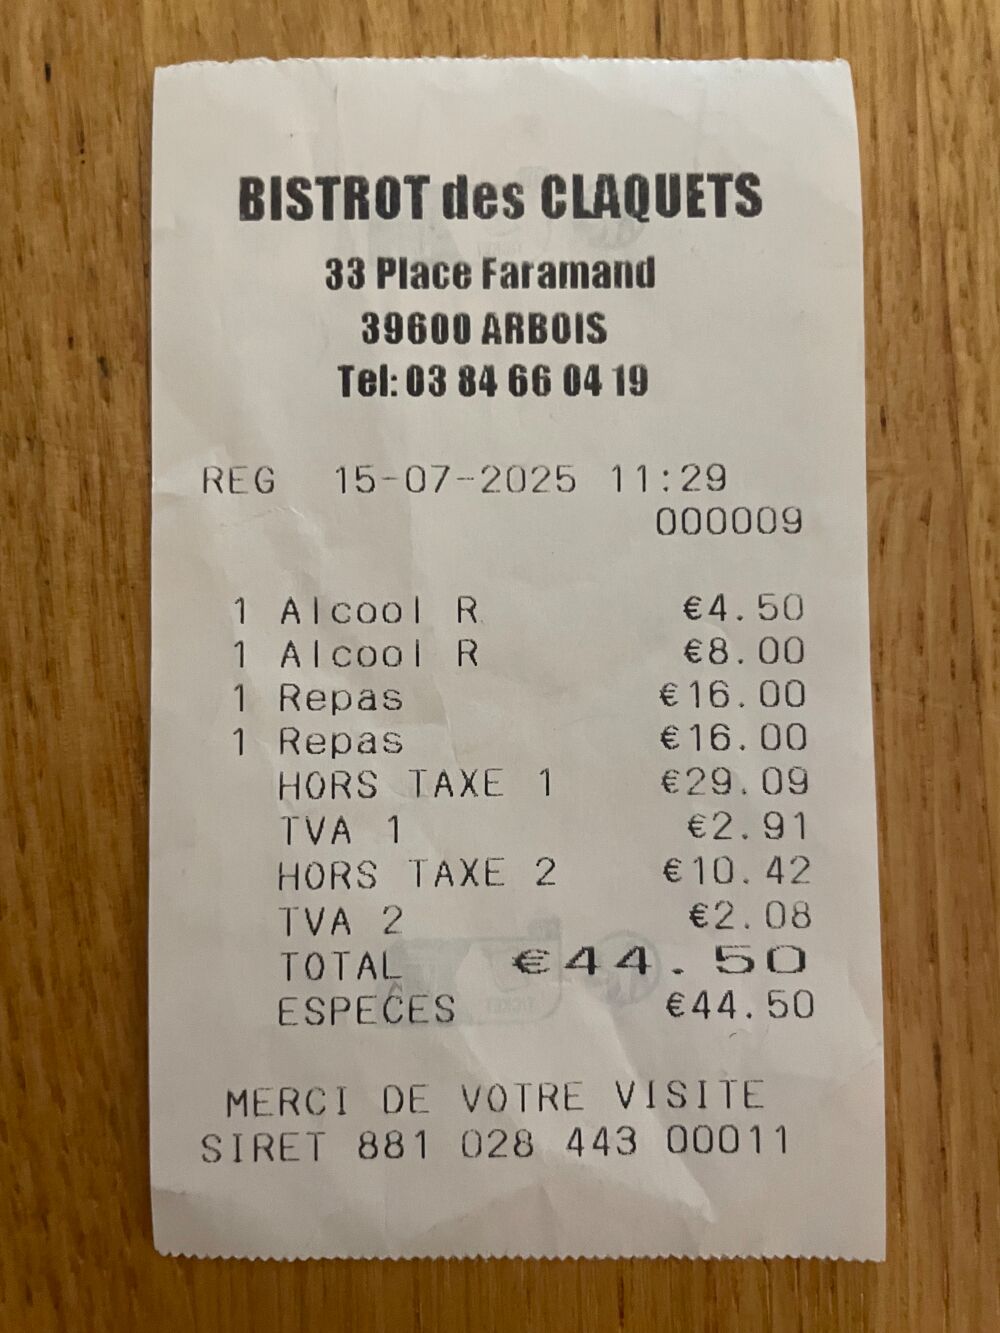 BISTROT des CLAQUETS
33 Place Faramand
39600 ARBOIS
Tel: 03 84 66 04 19
REG 15-07-2025 11:29
000009
1 Alcool R €4.50
1 Alcool R €8.00
1 Repas €16.00
1 Repas €16.00
HORS TAXE 1 €29.09
TVA 1 €2.91
HORS TAXE 2 €10.42
TVA 2 €2.08
TOTAL €44.50
ESPECES €44.50
MERCI DE VOTRE VISITE
SIRET 881 028 443 00011